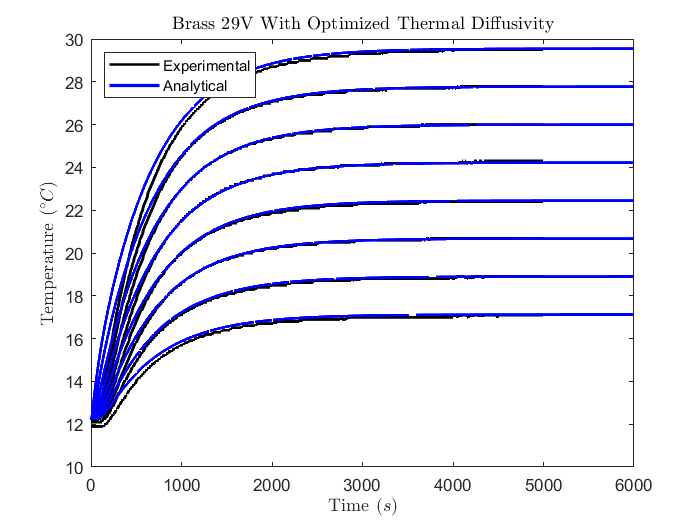 Brass 29V With Optimized Thermal Diffusivity
Experimental
Analytical
Temperature (°C)
30
28
26
24
22
20
18
16
14
12
10
0 1000 2000 3000 4000 5000 6000
Time (s)